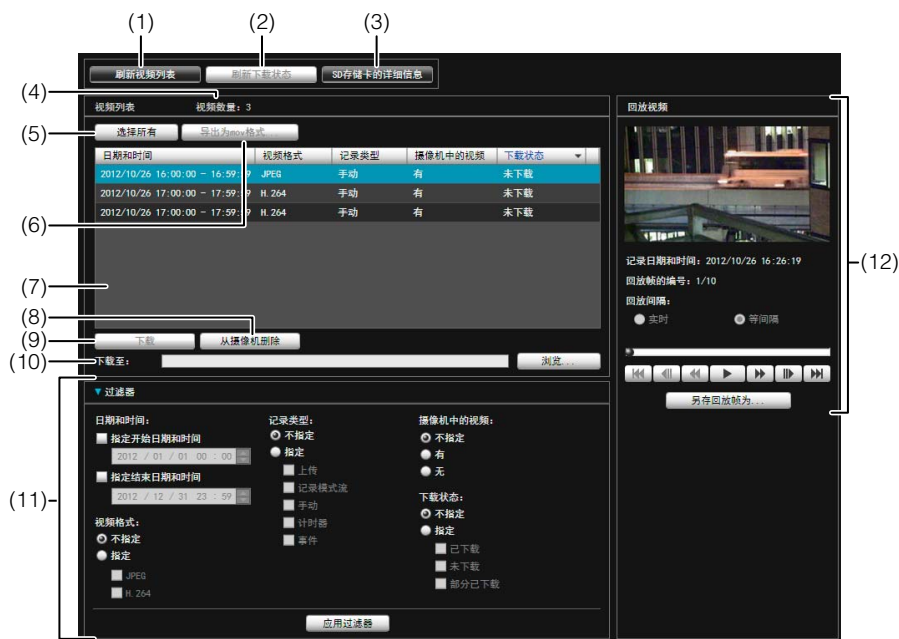 (1)
(2)
(3)
刷新视频列表 刷新下载状态 SD存储卡的详细信息
(4)
视频列表 视频数量：3
(5)
选择所有 导出为mov格式...
日期和时间 视频格式 记录类型 摄像机中的视频 下载状态
2012/10/26 16:00:00 - 16:59:59 JPEG 手动 有 未下载
2012/10/26 17:00:00 - 17:59:59 H.264 手动 有 未下载
2012/10/26 17:00:00 - 17:59:59 H.264 手动 有 未下载
(6)
(7)
(8)
(9)
下载 从摄像机删除
(10)
下载至： 浏览...
(11)
过滤器
日期和时间：
指定开始日期和时间
2012 / 01 / 01 00 : 00
指定结束日期和时间
2012 / 12 / 31 23 : 59
视频格式：
不指定
指定
JPEG
H.264
记录类型：
不指定
指定
上传
记录模式流
手动
计时器
事件
摄像机中的视频：
不指定
有
无
下载状态：
不指定
指定
已下载
未下载
部分已下载
应用过滤器
回放视频
(12)
记录日期和时间：2012/10/26 16:26:19
回放帧的编号：1/10
回放间隔：
实时 等间隔
另存回放帧为...